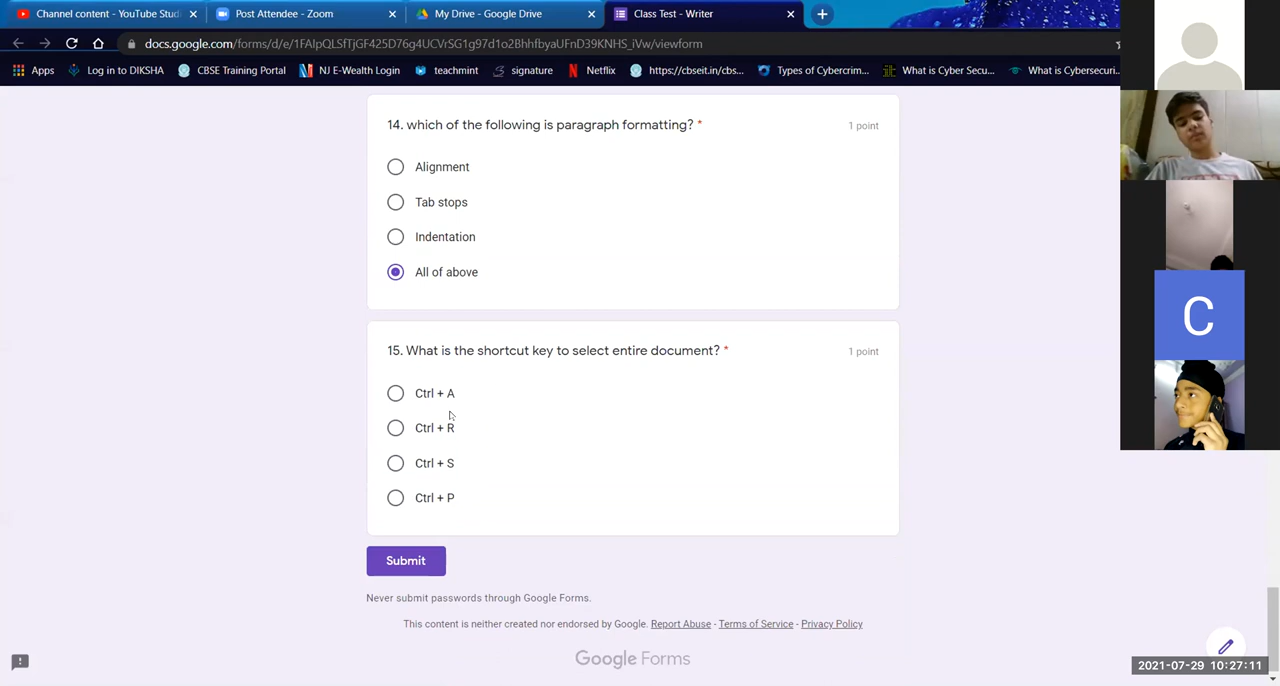 Channel content - YouTube Studi
Post Attendee - Zoom
My Drive - Google Drive
Class Test - Writer
docs.google.com/forms/d/e/1FAIpQLSfTjGF425D76g4UCVrSG1g97d1o2BhhfbyaUFnD39KNHS_iVw/viewform
Apps
Log in to DIKSHA
CBSE Training Portal
NJ E-Wealth Login
teachmint
signature
Netflix
https://cbseit.in/cbs...
Types of Cybercrim...
What is Cyber Secu...
What is Cybersecuri...
14. which of the following is paragraph formatting? *
1 point
Alignment
Tab stops
Indentation
All of above
15. What is the shortcut key to select entire document? *
1 point
Ctrl + A
Ctrl + R
Ctrl + S
Ctrl + P
Submit
Never submit passwords through Google Forms.
This content is neither created nor endorsed by Google. Report Abuse - Terms of Service - Privacy Policy
Google Forms
C
2021-07-29 10:27:11